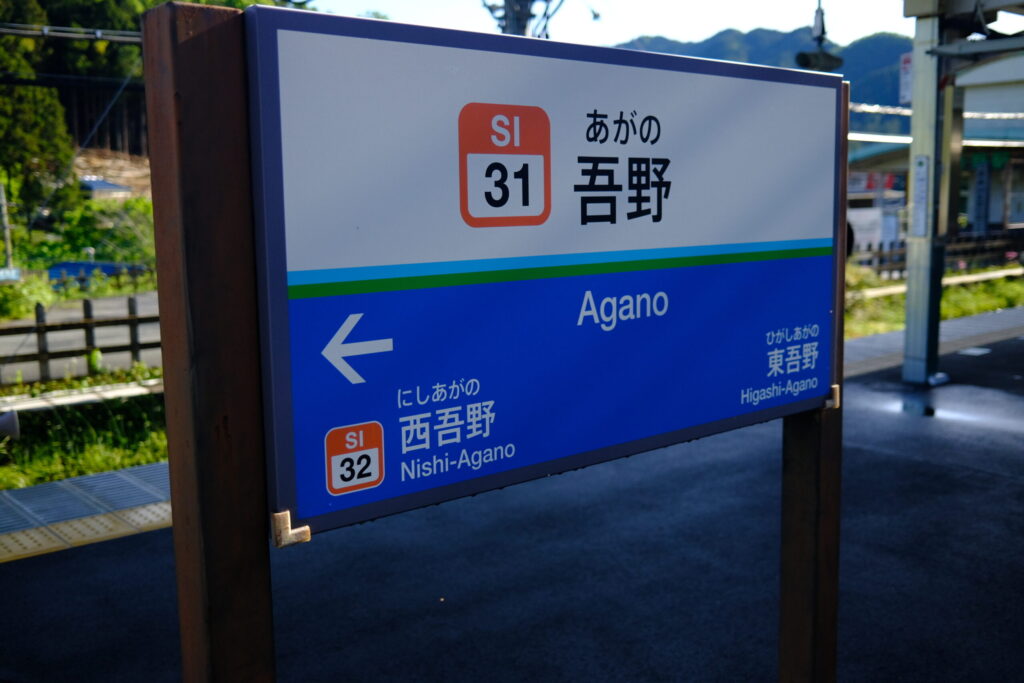 SI
31
あがの
吾野
Agano
←
にしあがの
西吾野
SI
32
Nishi-Agano
ひがしあがの
東吾野
Higashi-Agano